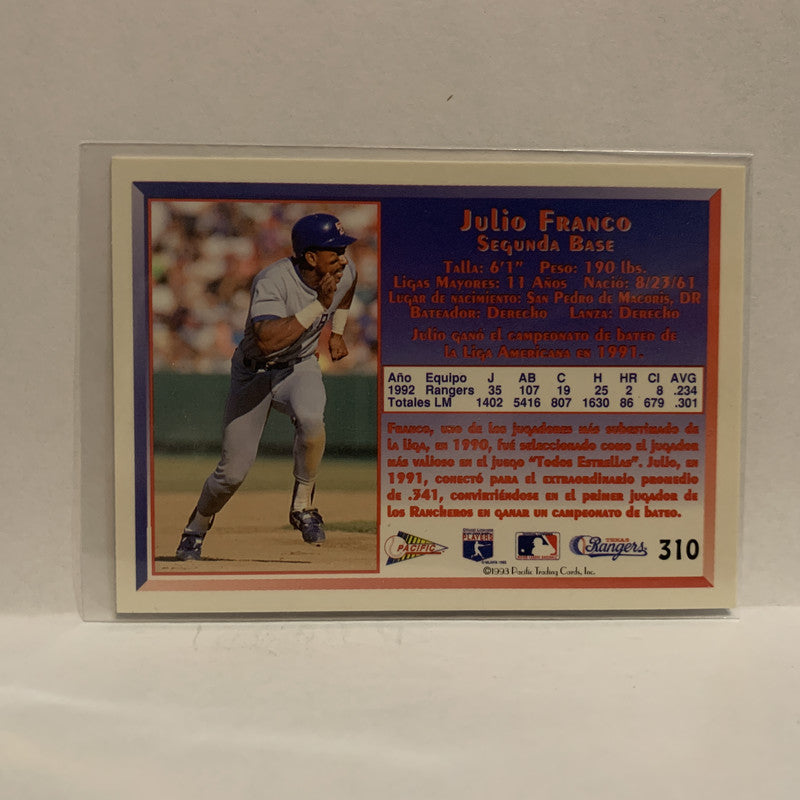 Julio Franco
Segunda Base
Talla: 6'1" Peso: 190 lbs.
Ligas Mayores: 11 Años Nacio: 8/23/61
Lugar de nacimiento: San Pedro de Macoris, DR
Bateador: Derecho Lanza: Derecho
Julio ganó el campeonato de bateo de
la Liga Americana en 1991.
Año Equipo J AB C H HR CI AVG
1992 Rangers 35 107 19 25 2 8 .234
Totales LM 1402 5416 807 1630 86 679 .301
Franco, uno de los jugadores más subestimado de
la liga, en 1990, fué seleccionado como el jugador
más valioso en el juego "Todos Estrellas". Julio, en
1991, conectó para el extraordinario promedio
de .341, convirtiéndose en el primer jugador de
los Rancheros en ganar un campeonato de bateo.
PACIFIC
PLAYERS
TEXAS
Rangers
310
©1993 Pacific Trading Cards, Inc.